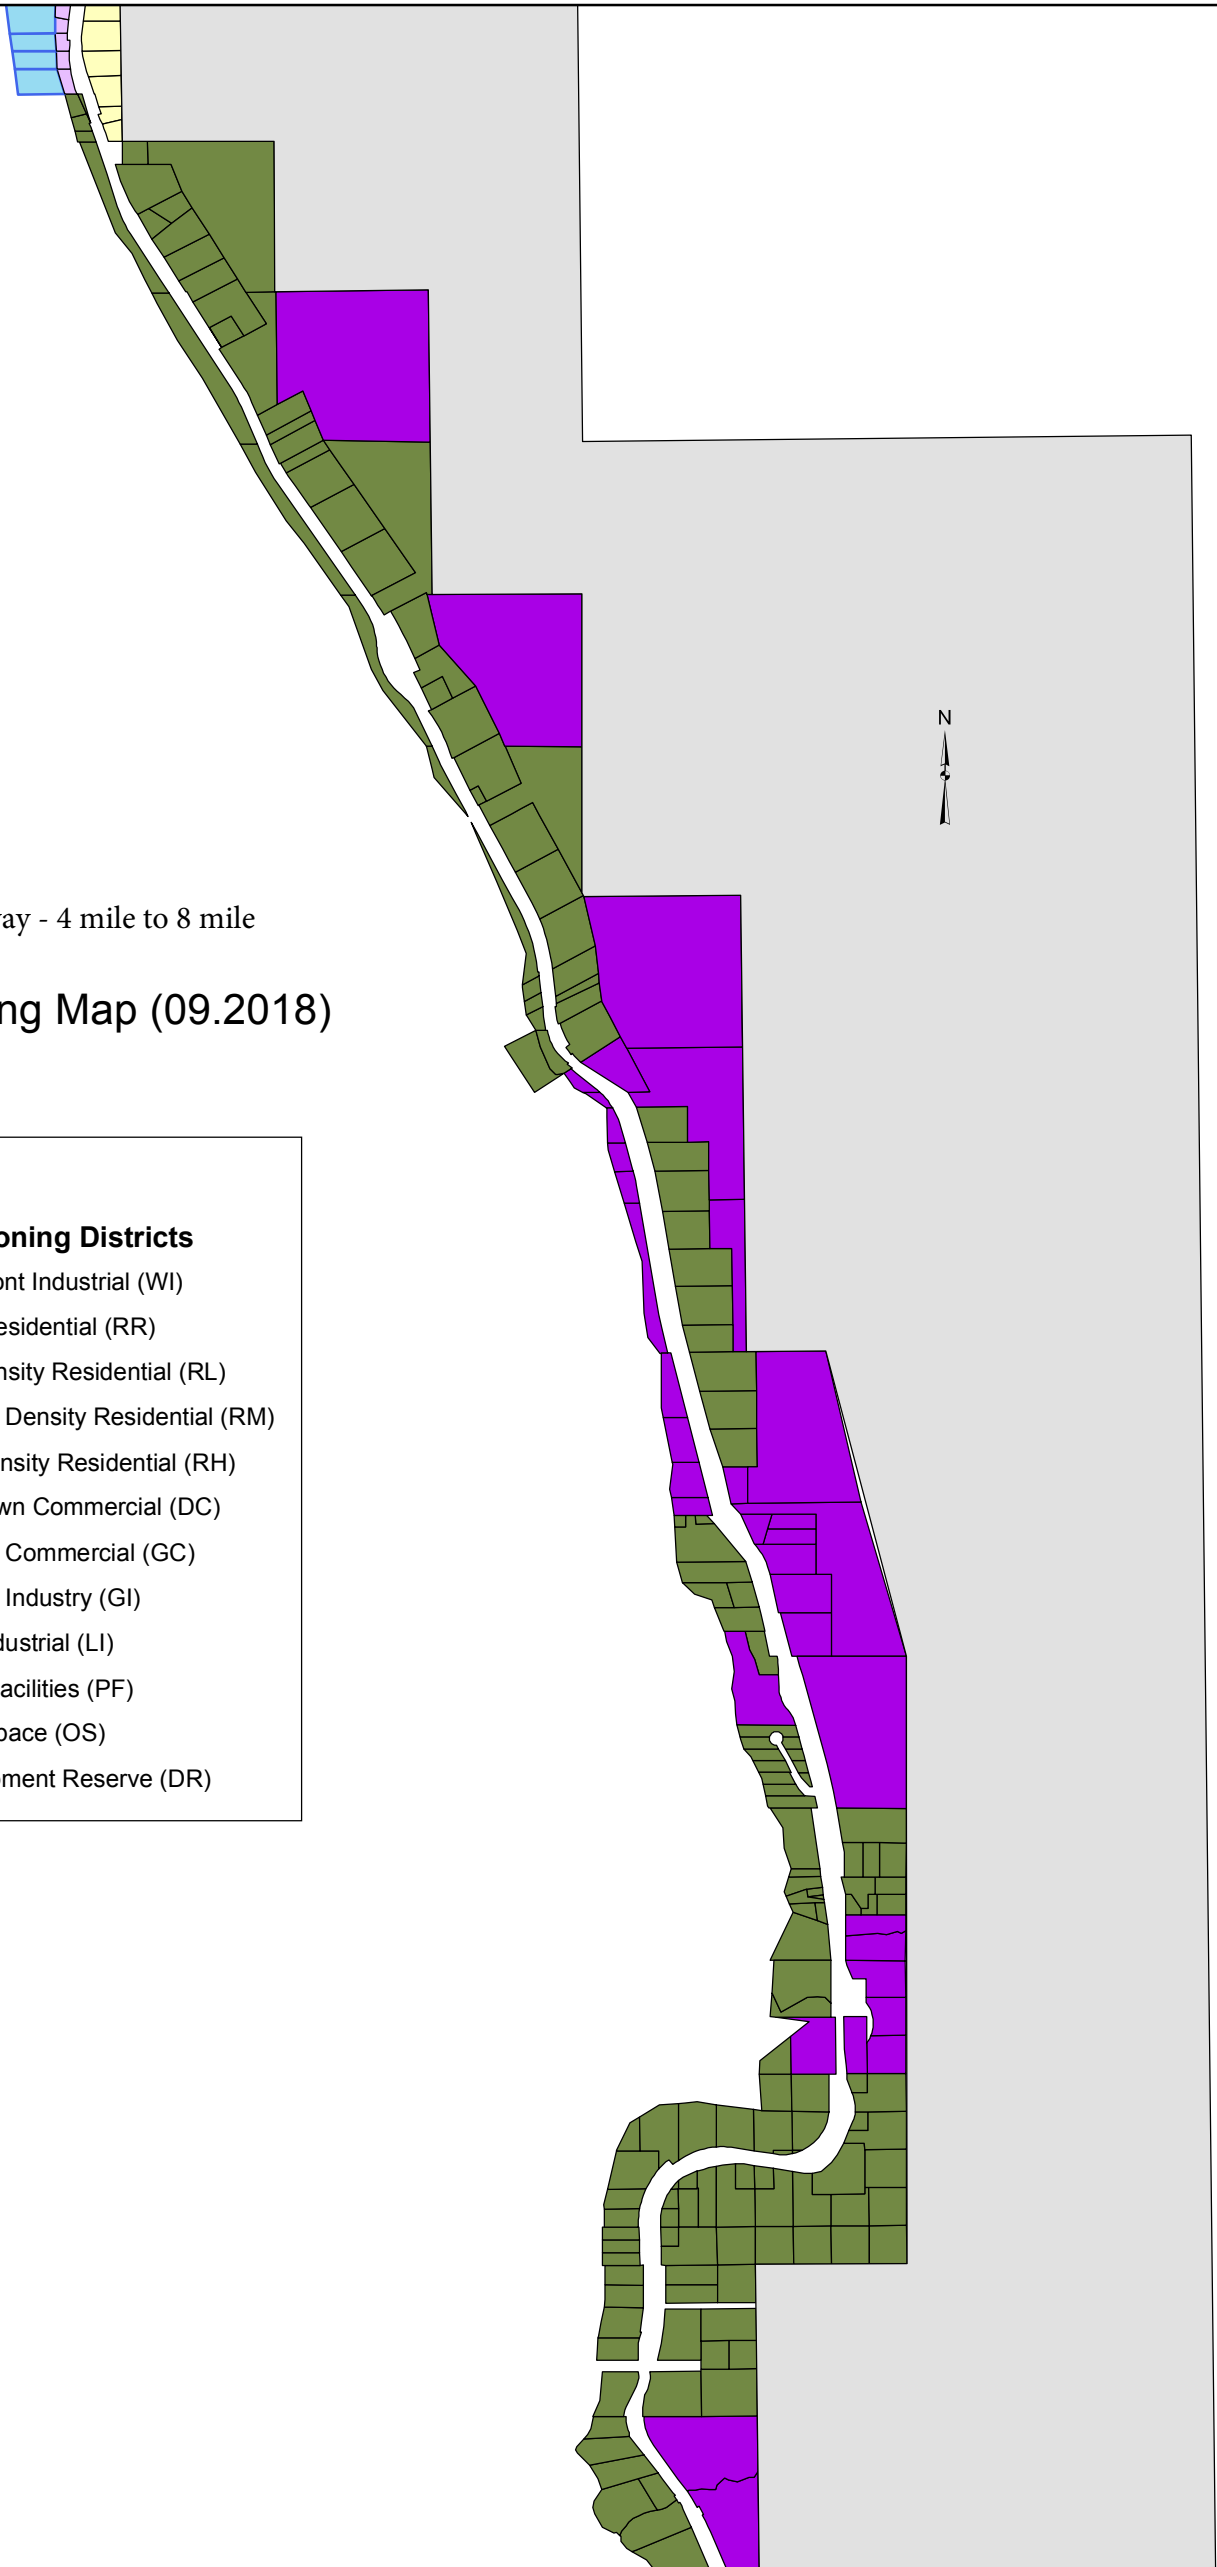 N
ay - 4 mile to 8 mile
ng Map (09.2018)
oning Districts
ont Industrial (WI)
esidential (RR)
nsity Residential (RL)
Density Residential (RM)
nsity Residential (RH)
wn Commercial (DC)
Commercial (GC)
Industry (GI)
dustrial (LI)
acilities (PF)
pace (OS)
pment Reserve (DR)